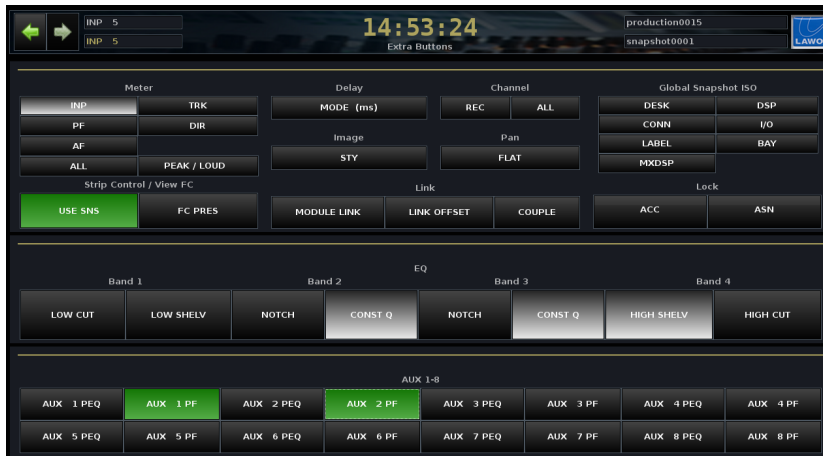 INP 5
INP 5
14:53:24
Extra Buttons
production0015
snapshot0001
LAWO
Meter
INP TRK
PF DIR
AF
ALL PEAK / LOUD
Delay
MODE (ms)
Image
STY
Channel
REC ALL
Pan
FLAT
Global Snapshot ISO
DESK DSP
CONN I/O
LABEL BAY
MXDSP
Strip Control / View FC
USE SNS FC PRES
Link
MODULE LINK LINK OFFSET COUPLE
Lock
ACC ASN
EQ
Band 1 Band 2 Band 3 Band 4
LOW CUT LOW SHELV NOTCH CONST Q NOTCH CONST Q HIGH SHELV HIGH CUT
AUX 1-8
AUX 1 PEQ AUX 1 PF AUX 2 PEQ AUX 2 PF AUX 3 PEQ AUX 3 PF AUX 4 PEQ AUX 4 PF
AUX 5 PEQ AUX 5 PF AUX 6 PEQ AUX 6 PF AUX 7 PEQ AUX 7 PF AUX 8 PEQ AUX 8 PF